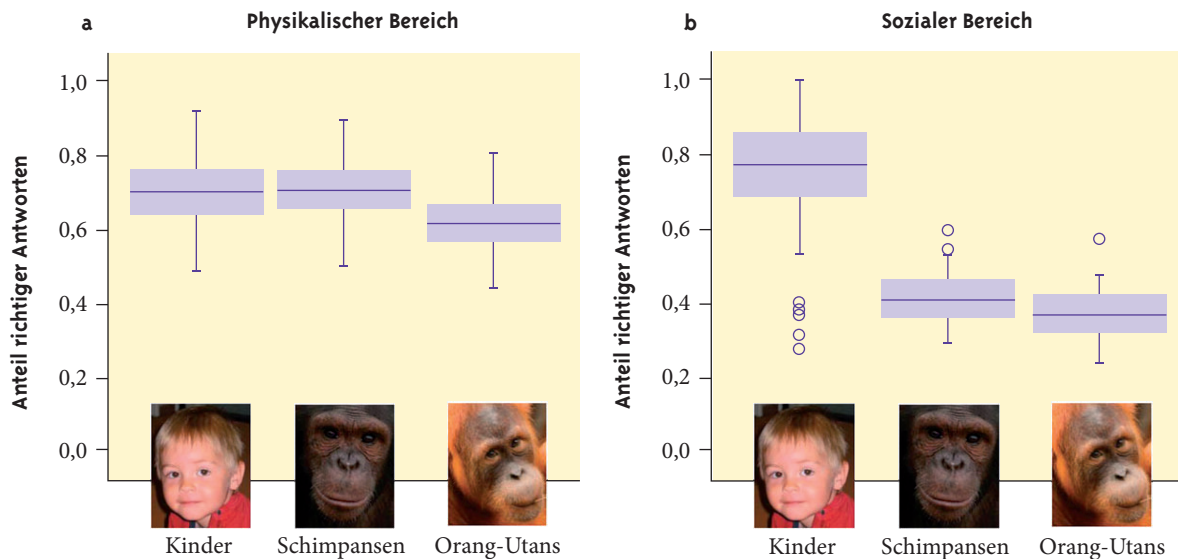 a
Physikalischer Bereich
Anteil richtiger Antworten
1,0
0,8
0,6
0,4
0,2
0,0
Kinder
Schimpansen
Orang-Utans
b
Sozialer Bereich
Anteil richtiger Antworten
1,0
0,8
0,6
0,4
0,2
0,0
Kinder
Schimpansen
Orang-Utans